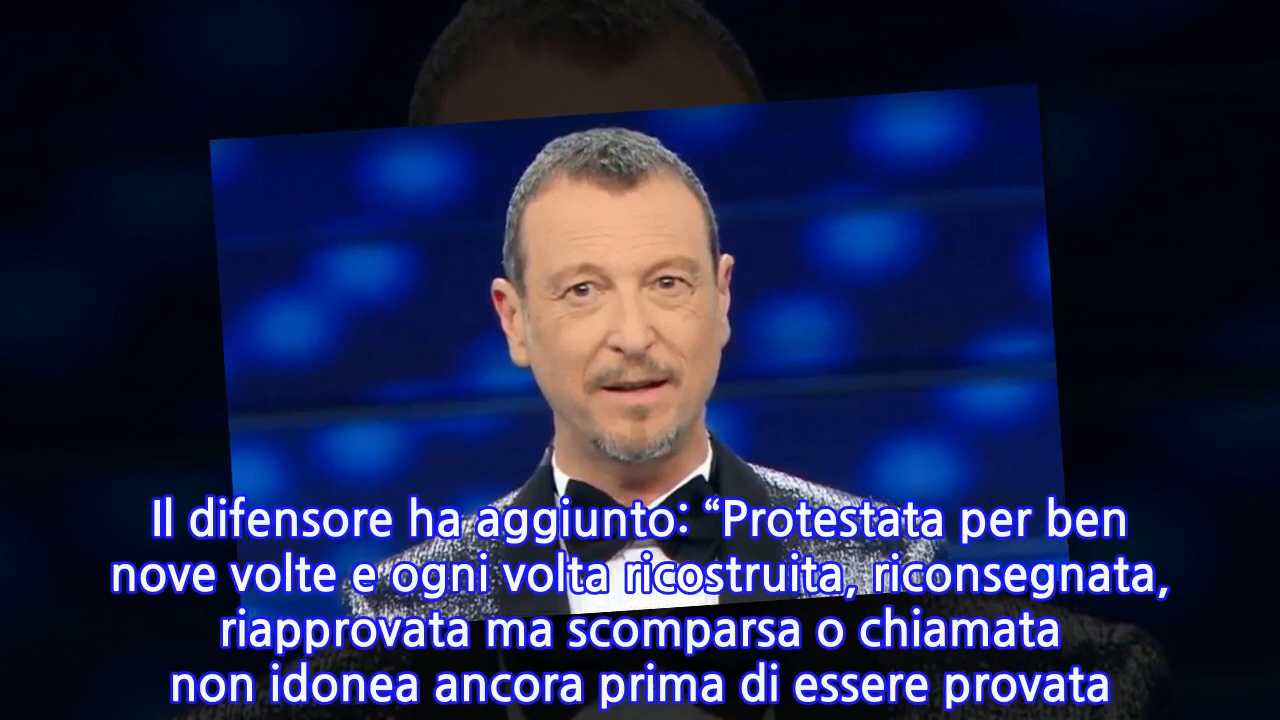 Il difensore ha aggiunto: “Protestata per ben
nove volte e ogni volta ricostruita, riconsegnata,
riapprovata ma scomparsa o chiamata
non idonea ancora prima di essere provata